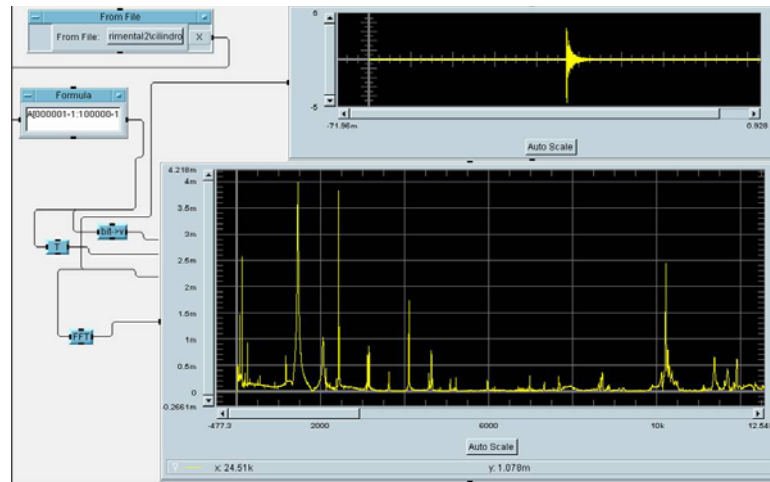 From File
From File: rimental2\cilindro X
Formula
A[000001-1:100000-1
T
bit->v
FFT
6
-5
-71.96m 0.928
Auto Scale
4.218m
4m
3.5m
3m
2.5m
2m
1.5m
1m
0.5m
0
-0.2661m
-477.3 2000 6000 10k 12.54k
Auto Scale
x: 24.51k y: 1.078m